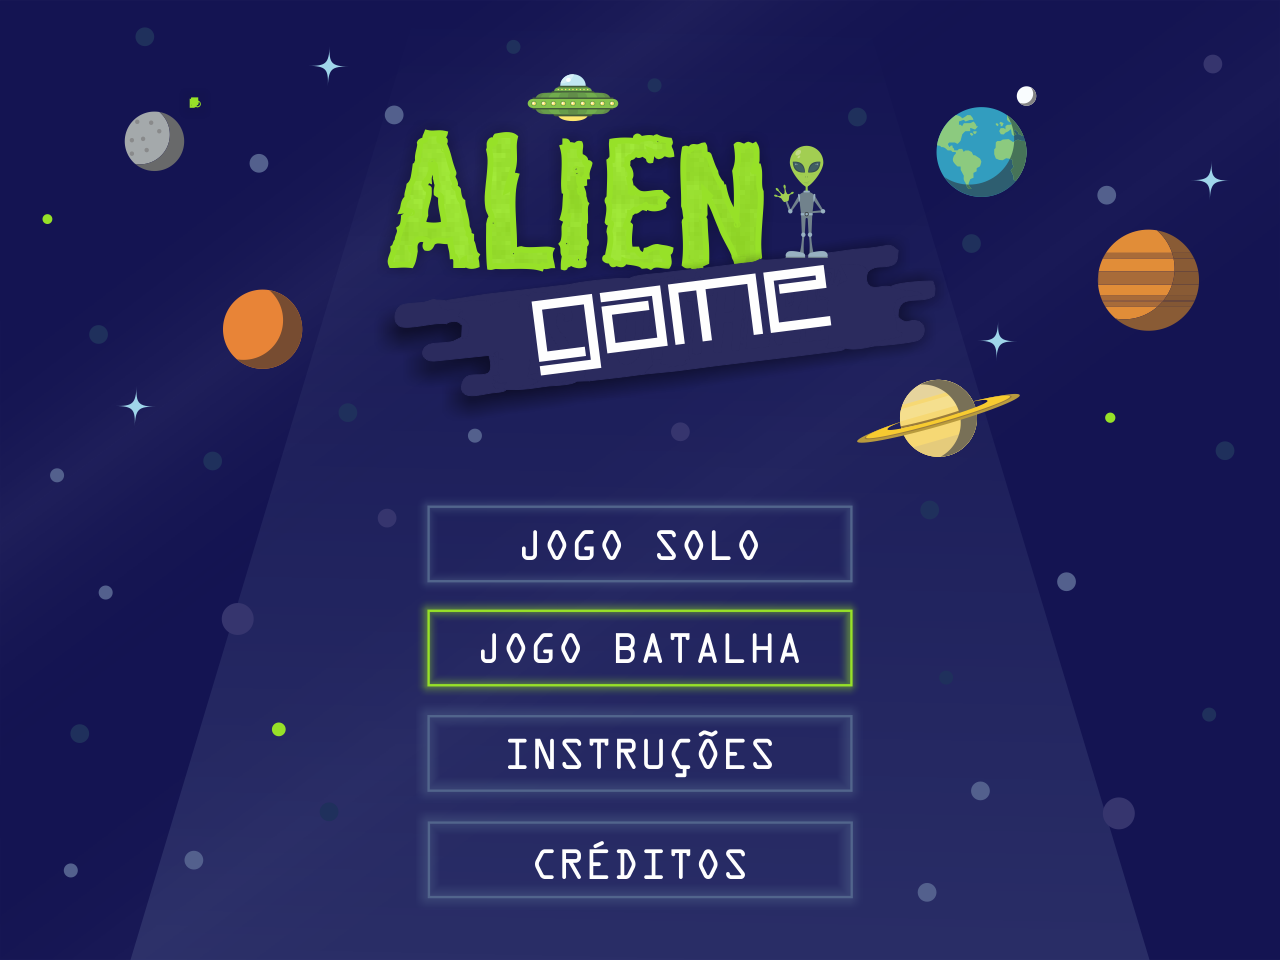 ALIEN
game
JOGO SOLO
JOGO BATALHA
INSTRUÇÕES
CRÉDITOS